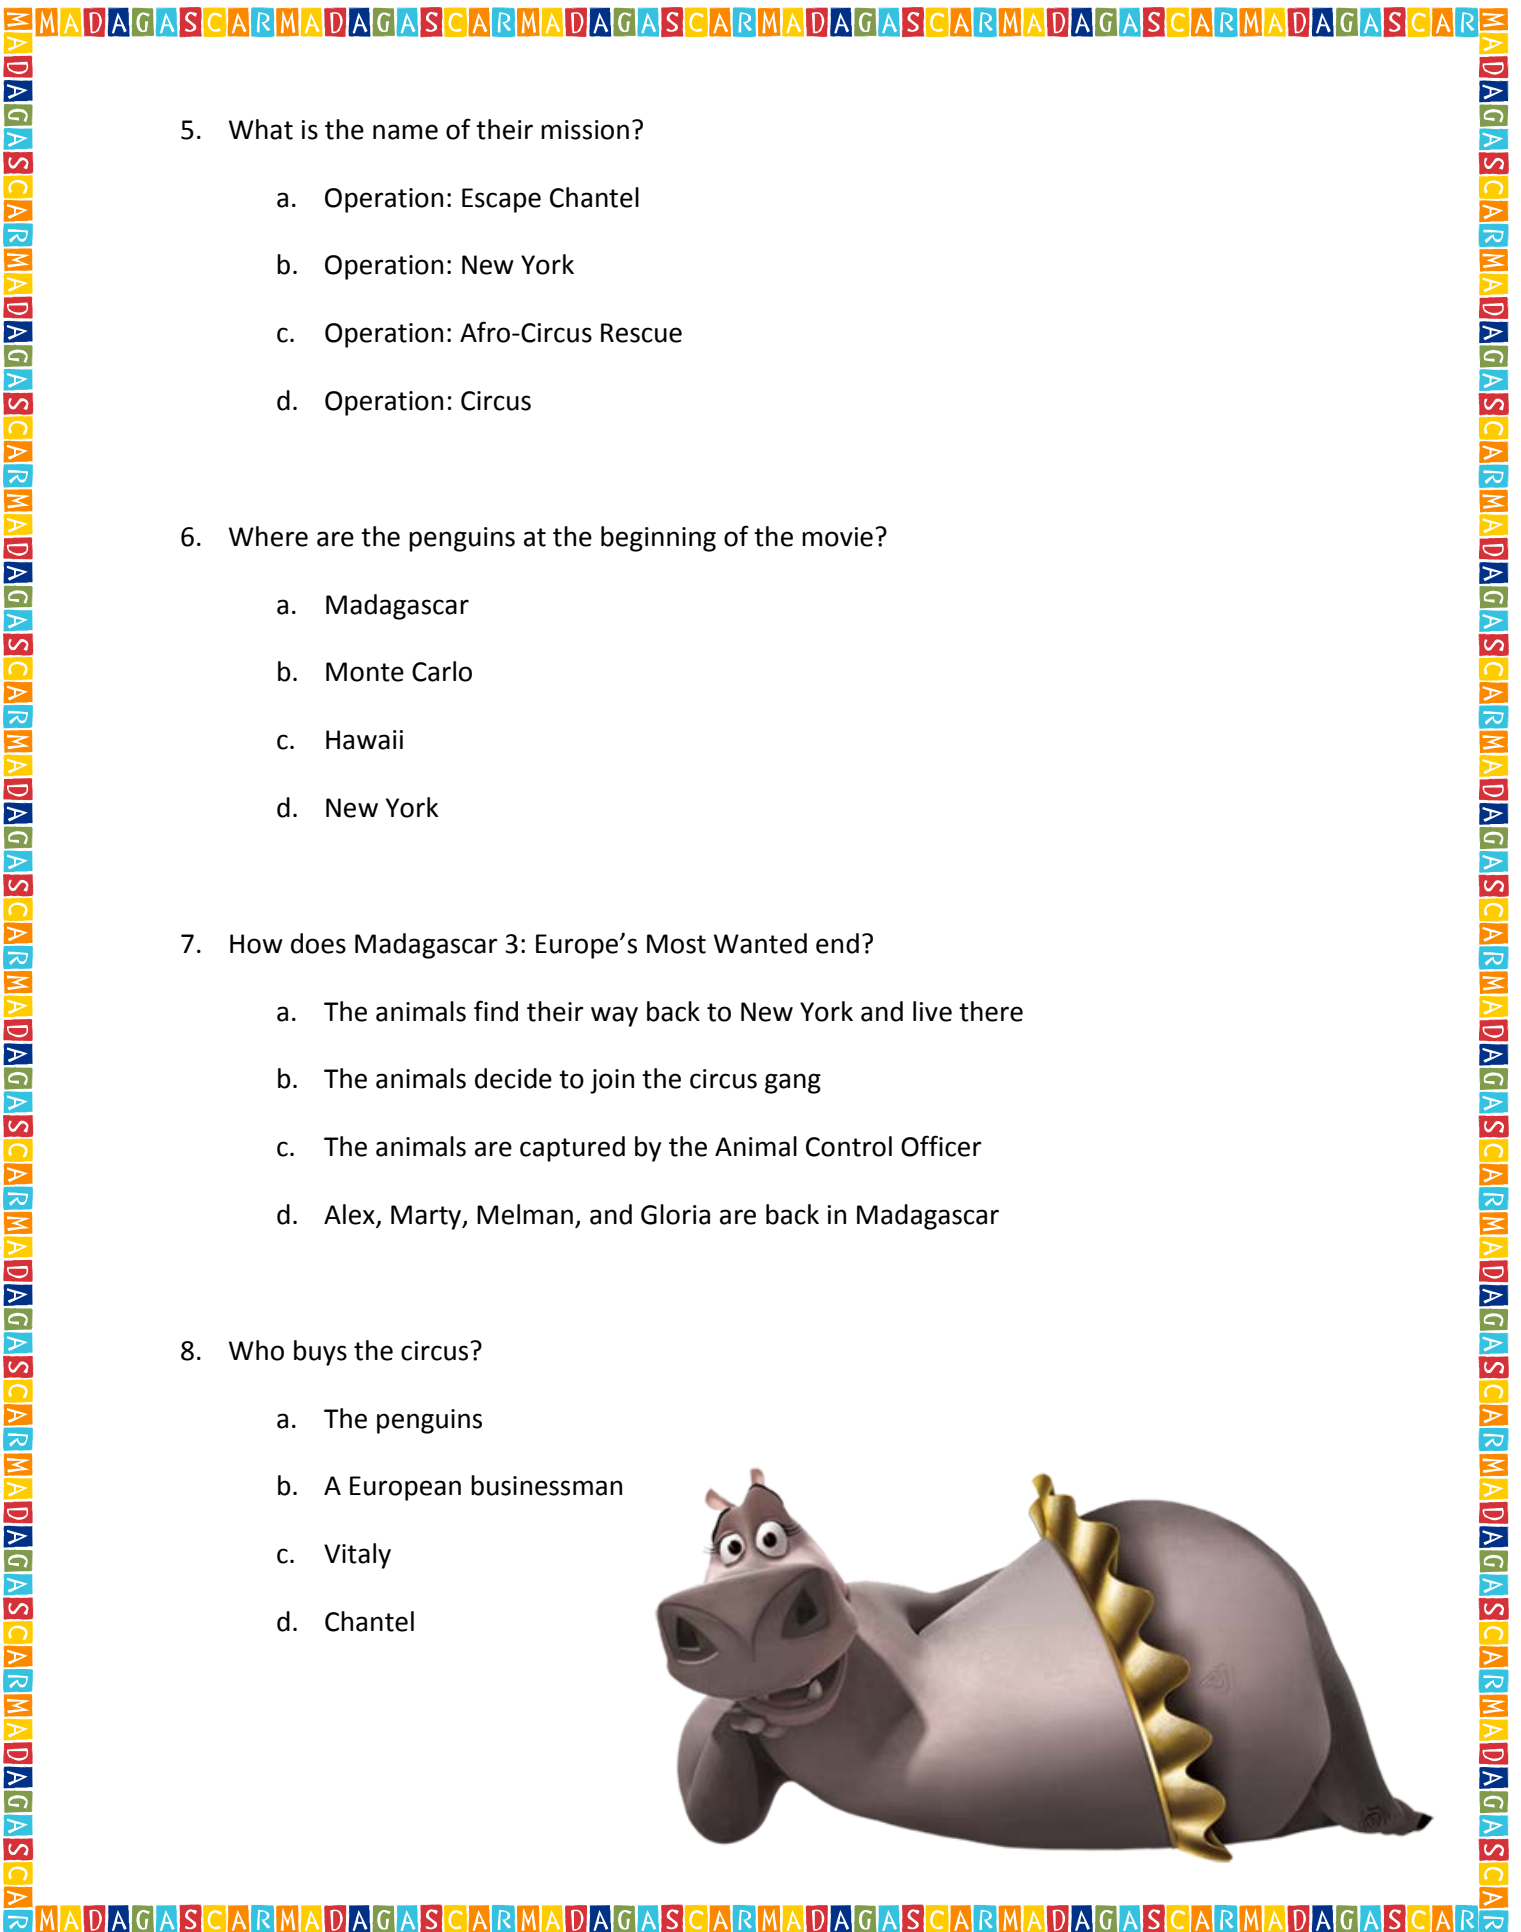 MADAGASCARMADAGASCARMADAGASCARMADAGASCARMADAGASCARMADAGASCAR
5. What is the name of their mission?
a. Operation: Escape Chantel
b. Operation: New York
c. Operation: Afro-Circus Rescue
d. Operation: Circus
6. Where are the penguins at the beginning of the movie?
a. Madagascar
b. Monte Carlo
c. Hawaii
d. New York
7. How does Madagascar 3: Europe’s Most Wanted end?
a. The animals find their way back to New York and live there
b. The animals decide to join the circus gang
c. The animals are captured by the Animal Control Officer
d. Alex, Marty, Melman, and Gloria are back in Madagascar
8. Who buys the circus?
a. The penguins
b. A European businessman
c. Vitaly
d. Chantel
MADAGASCARMADAGASCARMADAGASCARMADAGASCARMADAGASCARMADAGASCARMADAGASCARMADAGASCAR
MADAGASCARMADAGASCARMADAGASCARMADAGASCARMADAGASCARMADAGASCARMADAGASCARMADAGASCAR
MADAGASCARMADAGASCARMADAGASCARMADAGASCARMADAGASCARMADAGASCAR